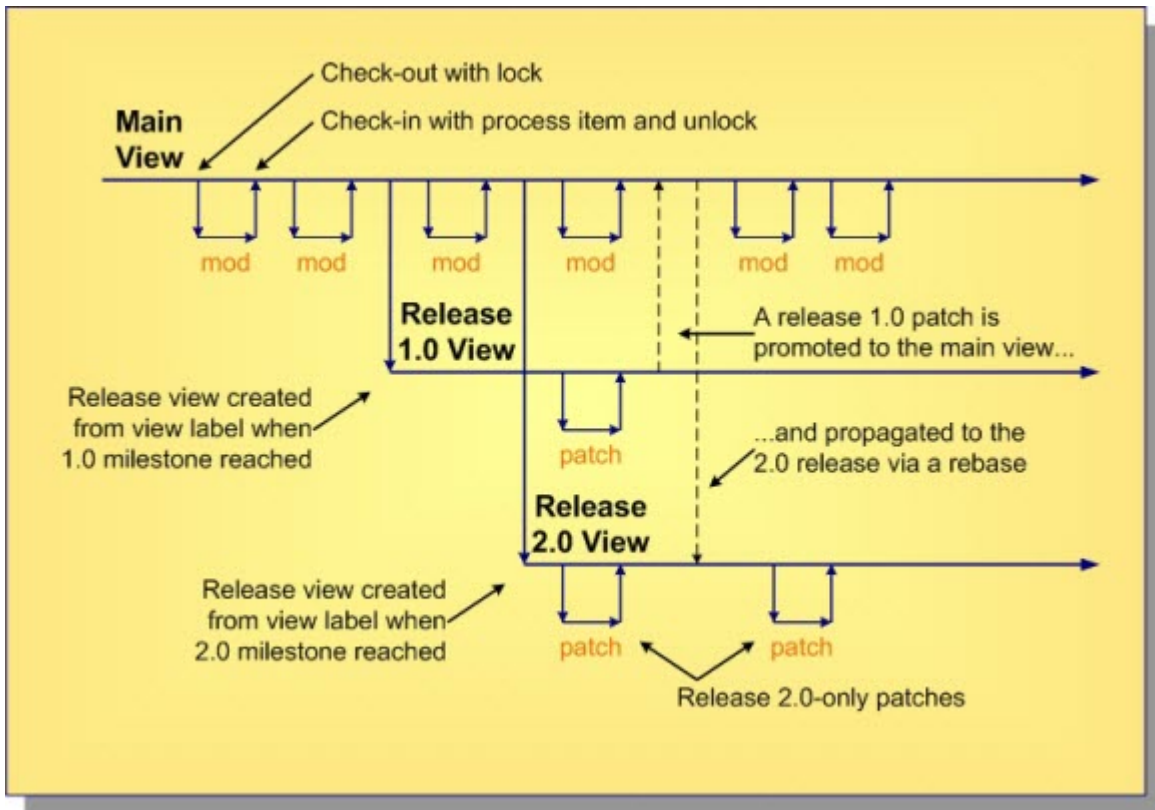 Check-out with lock
Main
View
Check-in with process item and unlock
mod
mod
mod
mod
mod
mod
Release
1.0 View
A release 1.0 patch is
promoted to the main view...
Release view created
from view label when
1.0 milestone reached
patch
...and propagated to the
2.0 release via a rebase
Release
2.0 View
Release view created
from view label when
2.0 milestone reached
patch
patch
Release 2.0-only patches